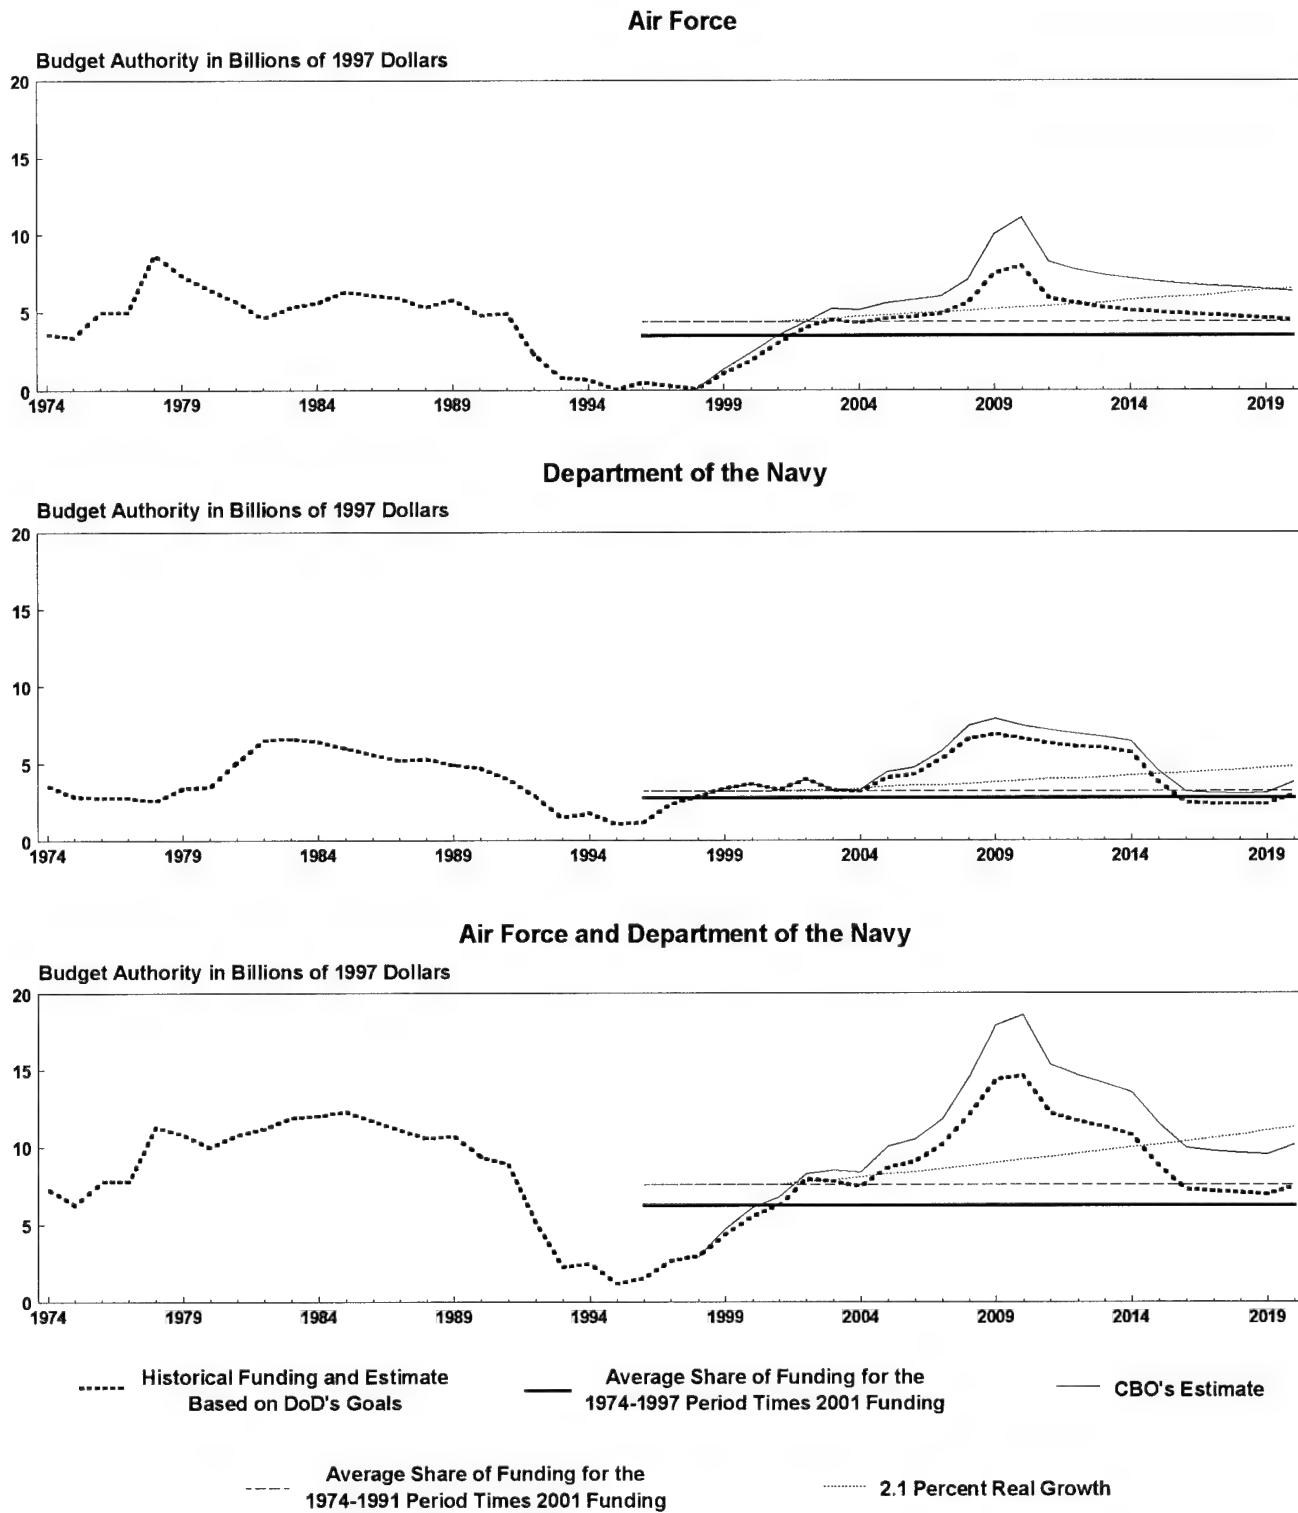 Air Force
Budget Authority in Billions of 1997 Dollars
20
15
10
5
0
1974 1979 1984 1989 1994 1999 2004 2009 2014 2019
Department of the Navy
Budget Authority in Billions of 1997 Dollars
20
15
10
5
0
1974 1979 1984 1989 1994 1999 2004 2009 2014 2019
Air Force and Department of the Navy
Budget Authority in Billions of 1997 Dollars
20
15
10
5
0
1974 1979 1984 1989 1994 1999 2004 2009 2014 2019
Historical Funding and Estimate
Based on DoD's Goals
Average Share of Funding for the
1974-1997 Period Times 2001 Funding
CBO's Estimate
Average Share of Funding for the
1974-1991 Period Times 2001 Funding
2.1 Percent Real Growth